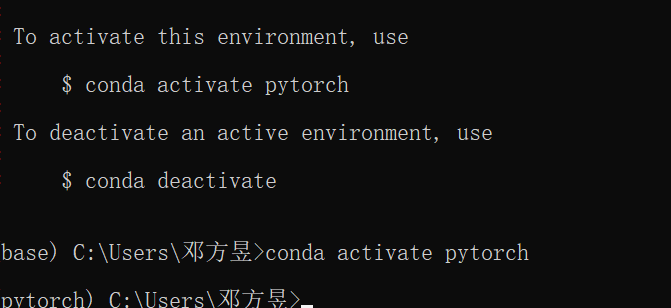 To activate this environment, use
$ conda activate pytorch
To deactivate an active environment, use
$ conda deactivate
base) C:\Users\邓方昱>conda activate pytorch
pytorch) C:\Users\邓方昱>